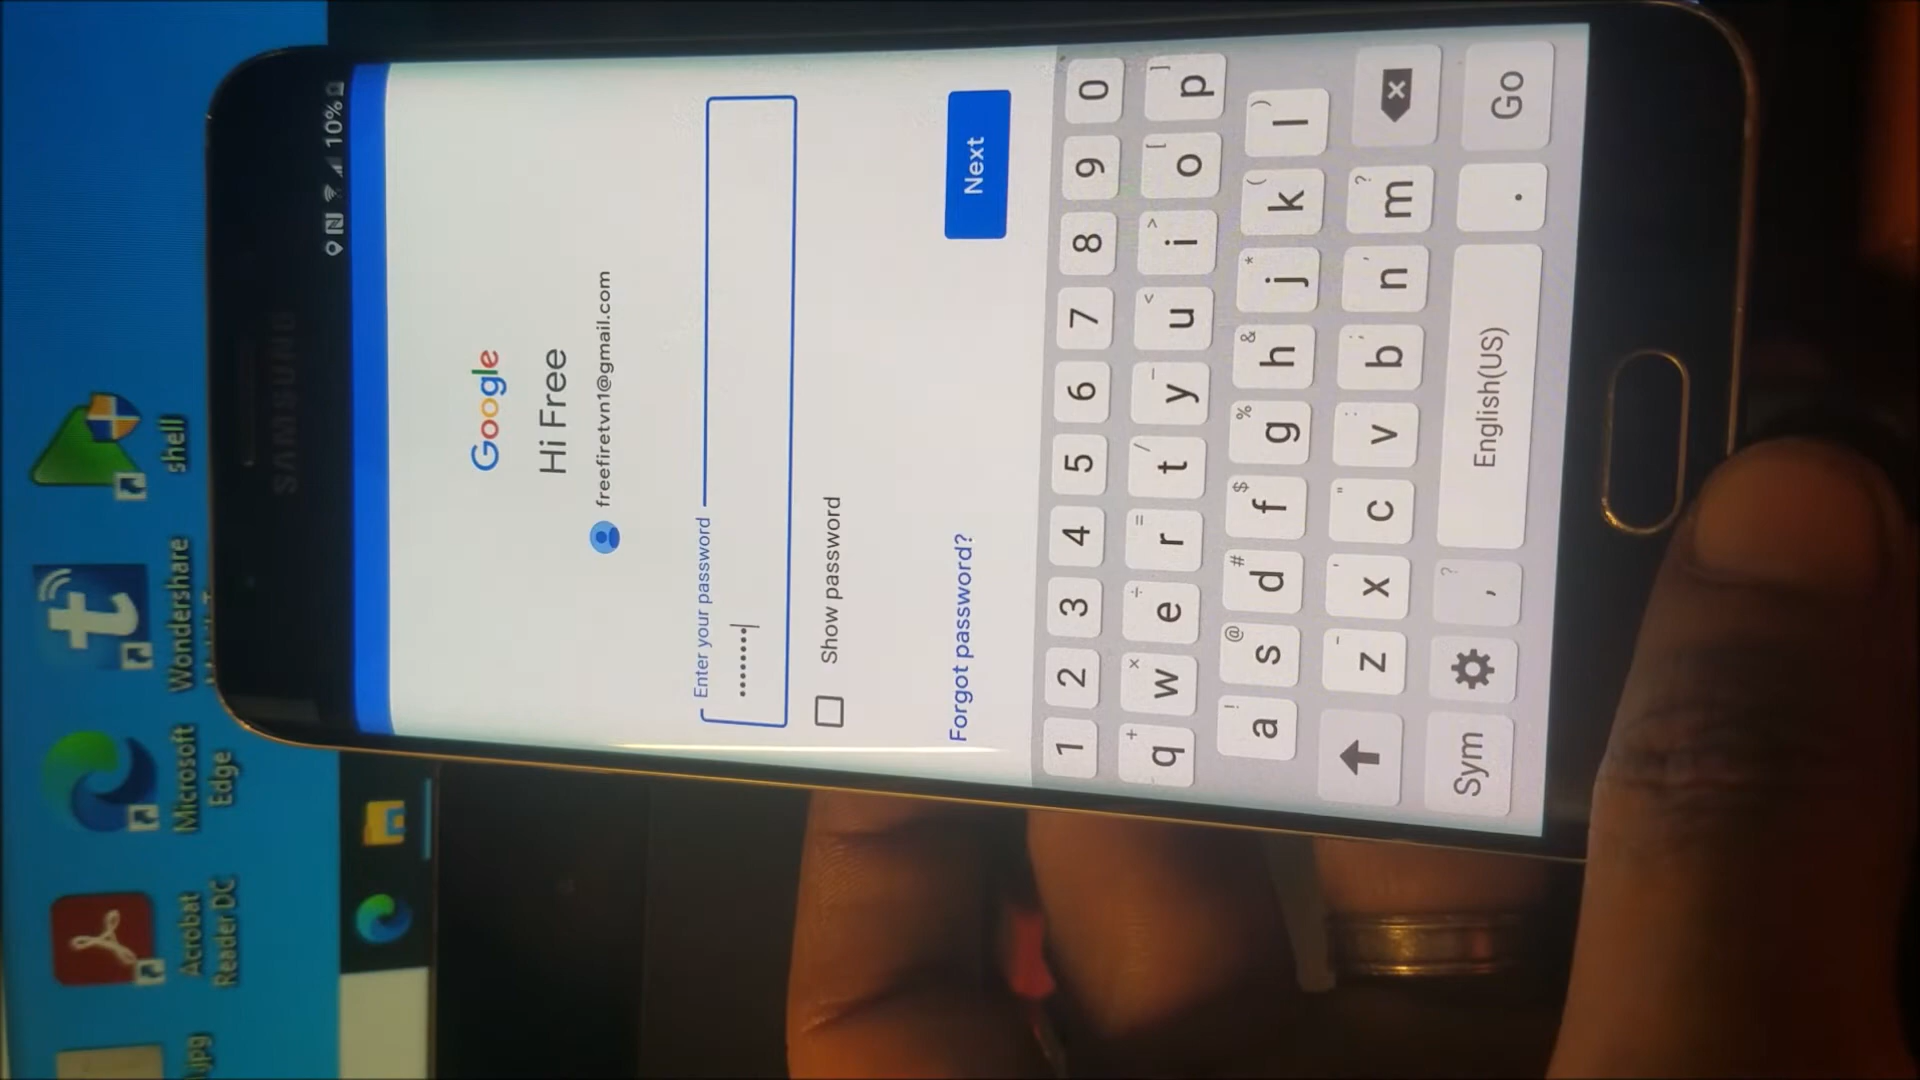 SAMSUNG
10%
Google
Hi Free
freefiretvn1@gmail.com
Enter your password
••••••••
Show password
Forgot password?
Next
1 2 3 4 5 6 7 8 9 0
+ × ÷ = / _ < > [ ]
q w e r t y u i o p
! @ # $ % & * ( )
a s d f g h j k l
- ' " : ; , ?
z x c v b n m
Sym , ? English(US) . Go
shell
Wondershare
Microsoft
Edge
Acrobat
Reader DC
jpg